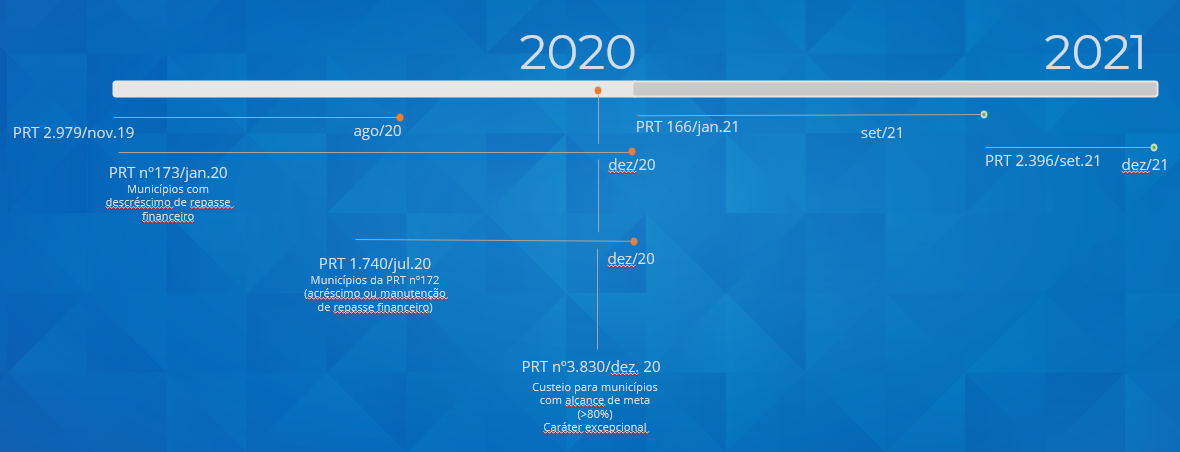 2020
2021
PRT 2.979/nov.19
ago/20
PRT 166/jan.21
set/21
dez/20
PRT 2.396/set.21
dez/21
PRT nº173/jan.20
Municípios com
descréscimo de repasse
financeiro
dez/20
PRT 1.740/jul.20
Municípios da PRT nº172
(acréscimo ou manutenção
de repasse financeiro)
PRT nº3.830/dez. 20
Custeio para municípios
com alcance de meta
(>80%)
Caráter excepcional